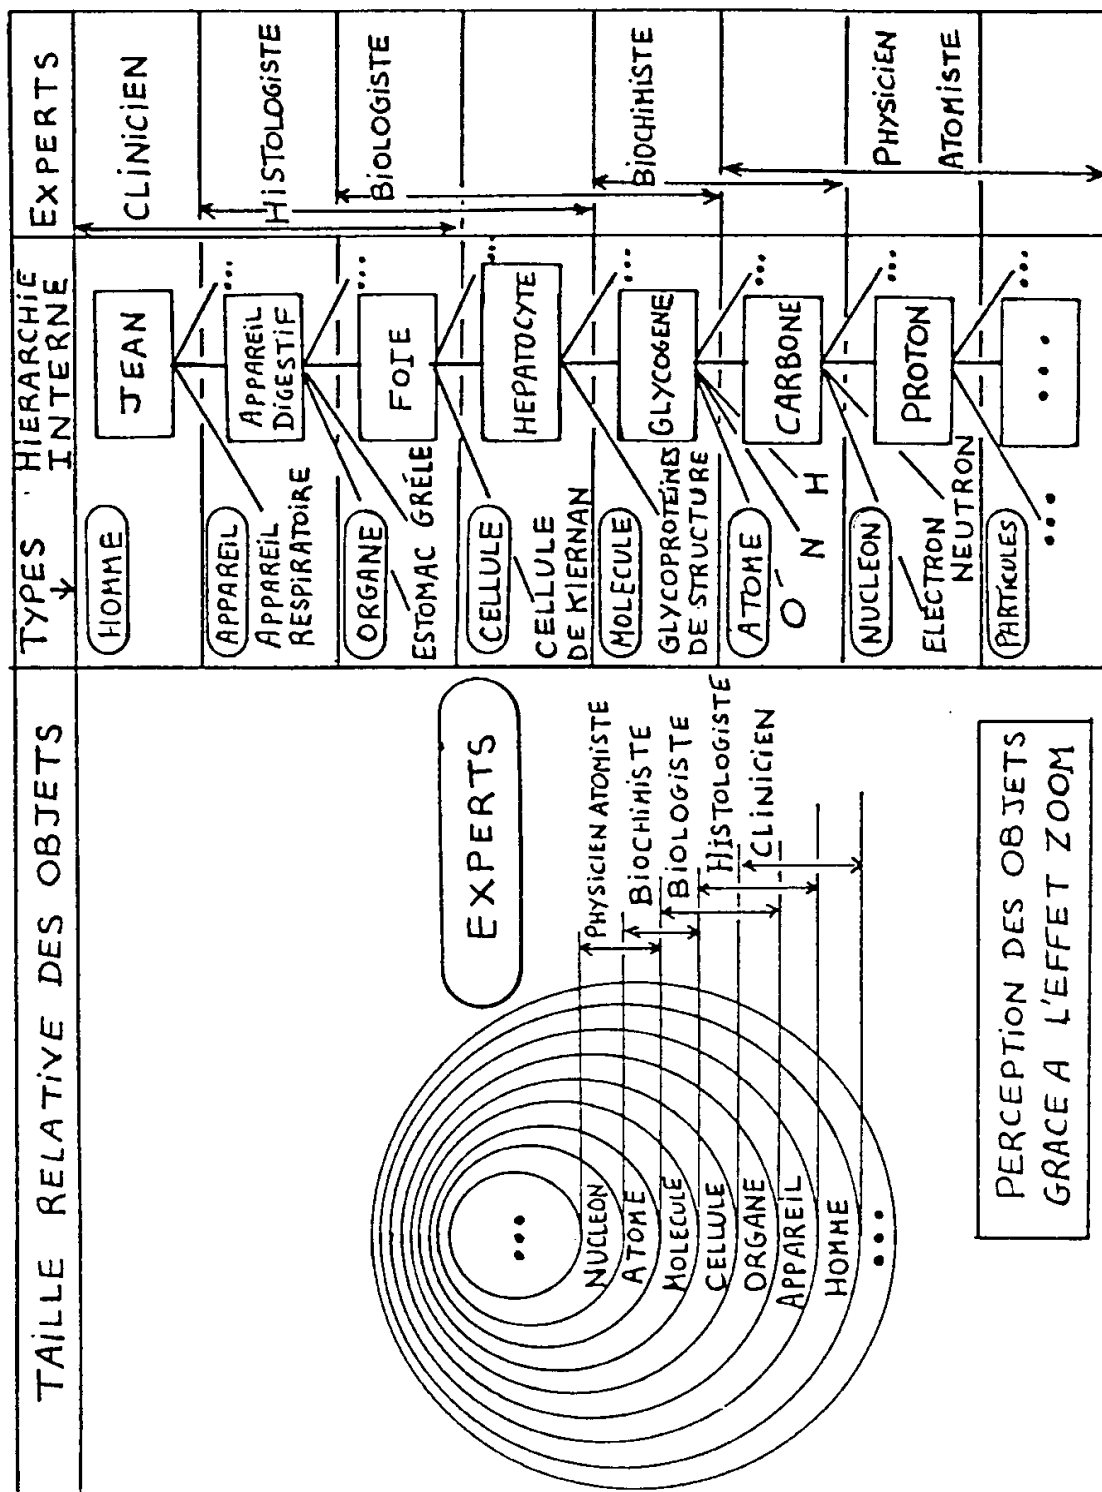 TAILLE RELATIVE DES OBJETS
EXPERTS
PHYSICIEN ATOMISTE
BIOCHIMISTE
BIOLOGISTE
HISTOLOGISTE
CLINICIEN
...
NUCLEON
ATOME
MOLECULE
CELLULE
ORGANE
APPAREIL
HOMME
...
PERCEPTION DES OBJETS
GRACE A L'EFFET ZOOM
TYPES
HIERARCHIE
INTERNE
EXPERTS
HOMME
JEAN
CLINICIEN
APPAREIL
APPAREIL
RESPIRATOIRE
APPAREIL
DIGESTIF
...
HISTOLOGISTE
ORGANE
ESTOMAC GRÉLE
FOIE
...
BIOLOGISTE
CELLULE
CELLULE
DE KIERNAN
HEPATOCYTE
...
MOLECULE
GLYCOPROTÉINES
DE STRUCTURE
GLYCOGENE
...
BIOCHIMISTE
ATOME
O N H
CARBONE
...
NUCLEON
ELECTRON
NEUTRON
PROTON
...
PHYSICIEN
ATOMISTE
PARTICULES
...
...